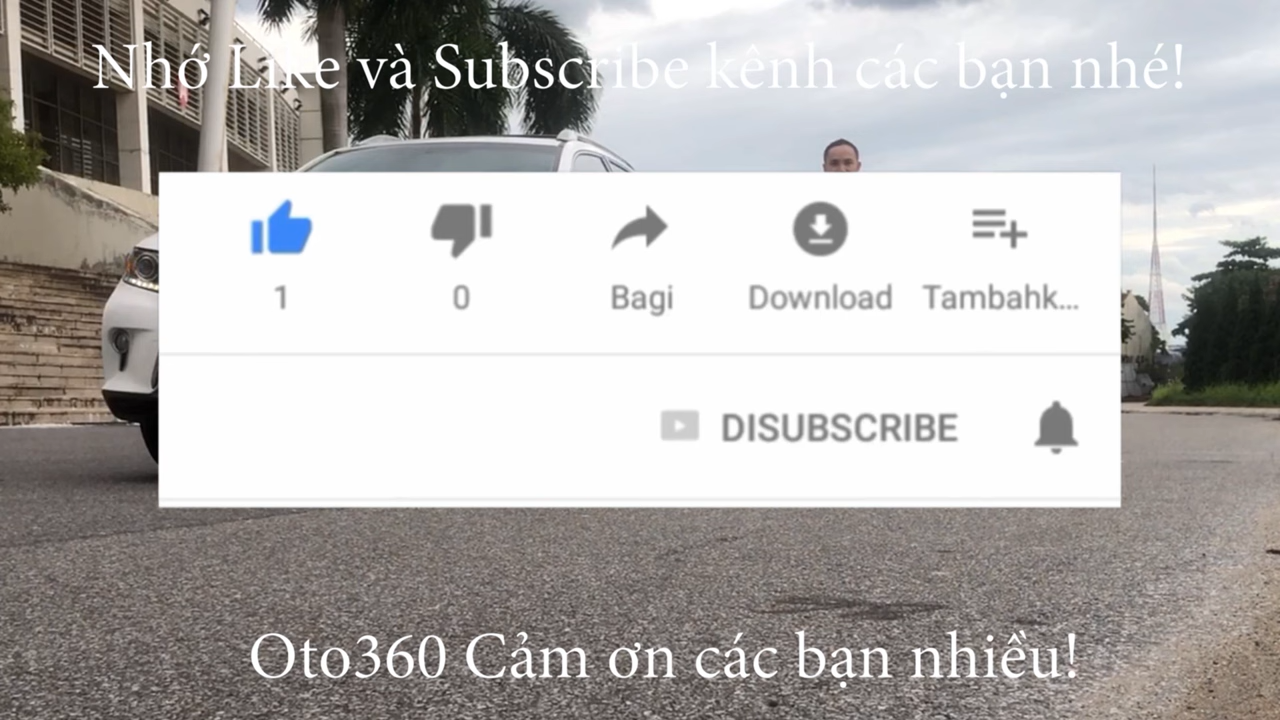 Nhớ Like và Subscribe kênh các bạn nhé!
1 0 Bagi Download Tambahk...
DISUBSCRIBE
Oto360 Cảm ơn các bạn nhiều!